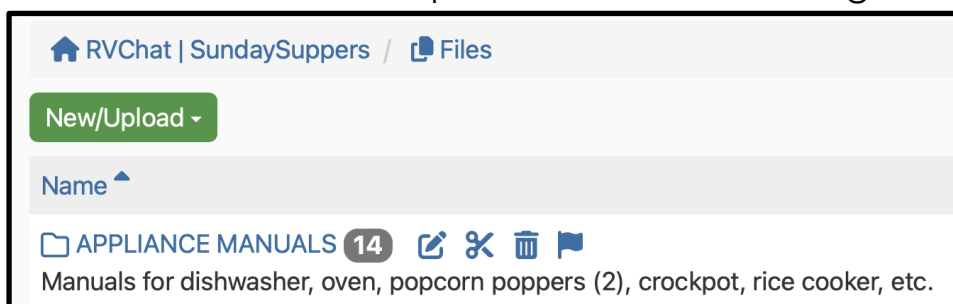 RVChat | SundaySuppers / Files
New/Upload
Name
APPLIANCE MANUALS 14
Manuals for dishwasher, oven, popcorn poppers (2), crockpot, rice cooker, etc.